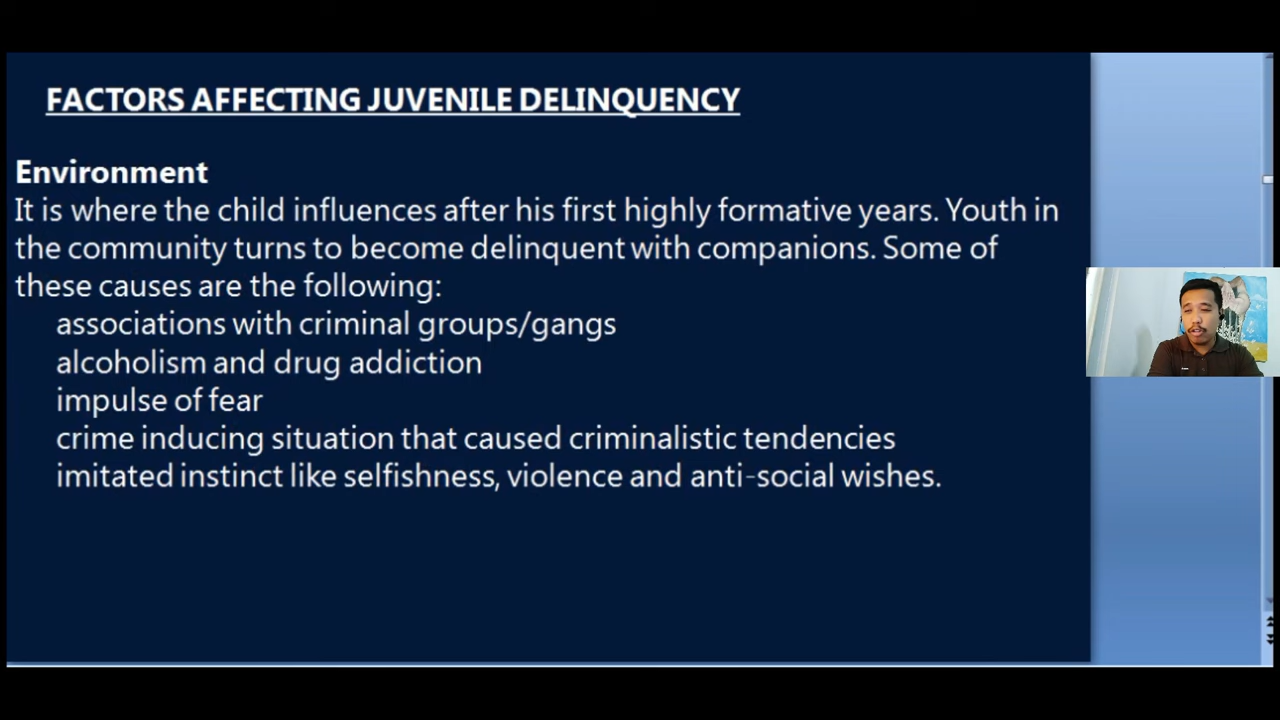 FACTORS AFFECTING JUVENILE DELINQUENCY
Environment
It is where the child influences after his first highly formative years. Youth in
the community turns to become delinquent with companions. Some of
these causes are the following:
associations with criminal groups/gangs
alcoholism and drug addiction
impulse of fear
crime inducing situation that caused criminalistic tendencies
imitated instinct like selfishness, violence and anti-social wishes.